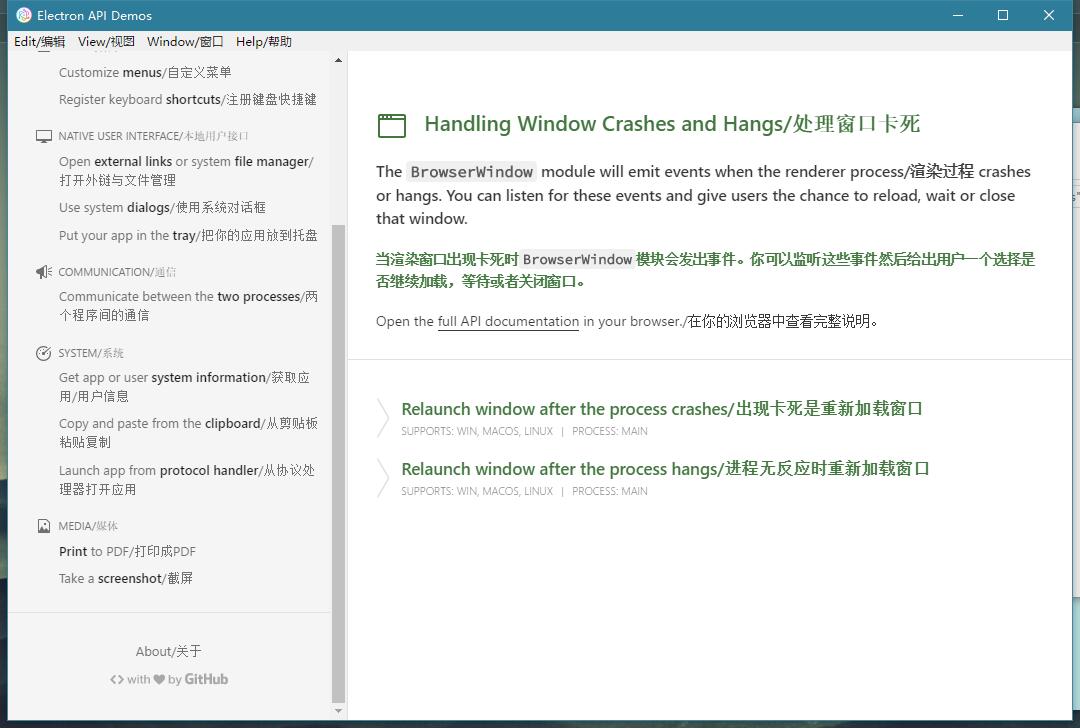 Electron API Demos
Edit/编辑 View/视图 Window/窗口 Help/帮助
Customize menus/自定义菜单
Register keyboard shortcuts/注册键盘快捷键
NATIVE USER INTERFACE/本地用户接口
Open external links or system file manager/
打开外链与文件管理
Use system dialogs/使用系统对话框
Put your app in the tray/把你的应用放到托盘
COMMUNICATION/通信
Communicate between the two processes/两
个程序间的通信
SYSTEM/系统
Get app or user system information/获取应
用/用户信息
Copy and paste from the clipboard/从剪贴板
粘贴复制
Launch app from protocol handler/从协议处
理器打开应用
MEDIA/媒体
Print to PDF/打印成PDF
Take a screenshot/截屏
About/关于
<> with ♥ by GitHub
Handling Window Crashes and Hangs/处理窗口卡死
The BrowserWindow module will emit events when the renderer process/渲染过程 crashes
or hangs. You can listen for these events and give users the chance to reload, wait or close
that window.
当渲染窗口出现卡死时 BrowserWindow 模块会发出事件。你可以监听这些事件然后给出用户一个选择是
否继续加载，等待或者关闭窗口。
Open the full API documentation in your browser./在你的浏览器中查看完整说明。
Relaunch window after the process crashes/出现卡死是重新加载窗口
SUPPORTS: WIN, MACOS, LINUX | PROCESS: MAIN
Relaunch window after the process hangs/进程无反应时重新加载窗口
SUPPORTS: WIN, MACOS, LINUX | PROCESS: MAIN